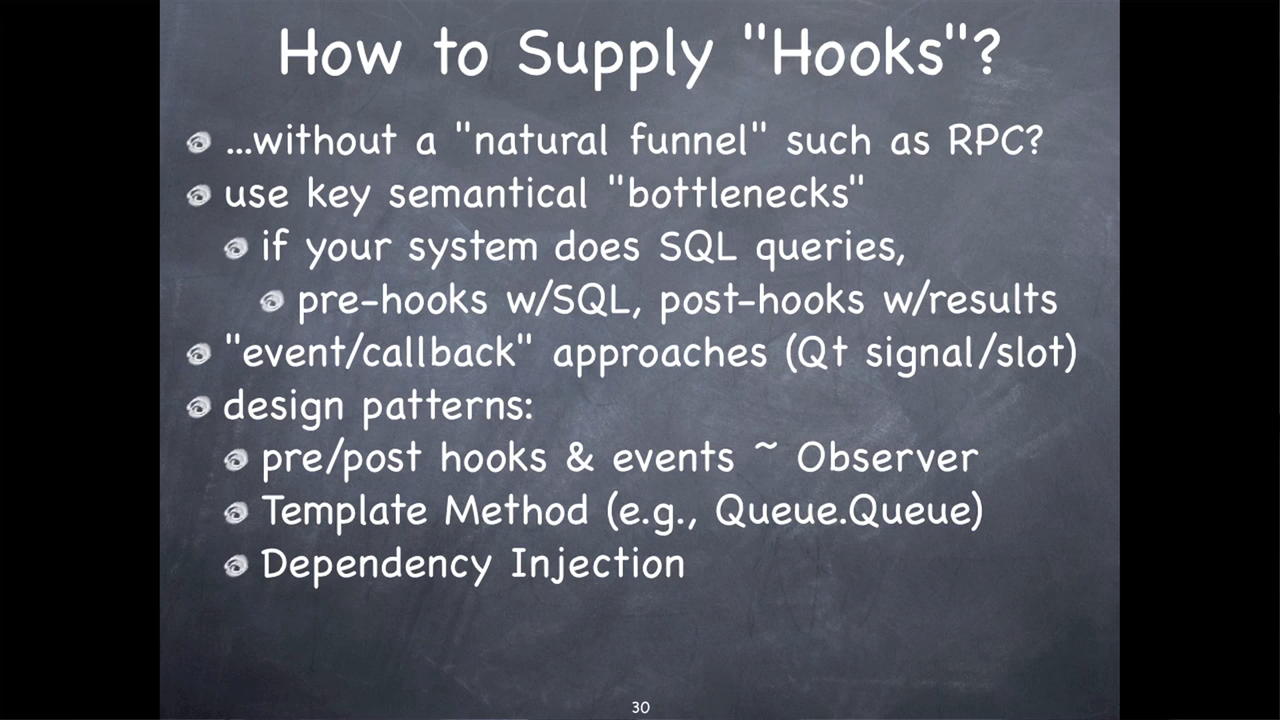 How to Supply "Hooks"?
...without a "natural funnel" such as RPC?
use key semantical "bottlenecks"
if your system does SQL queries,
pre-hooks w/SQL, post-hooks w/results
"event/callback" approaches (Qt signal/slot)
design patterns:
pre/post hooks & events ~ Observer
Template Method (e.g., Queue.Queue)
Dependency Injection
30